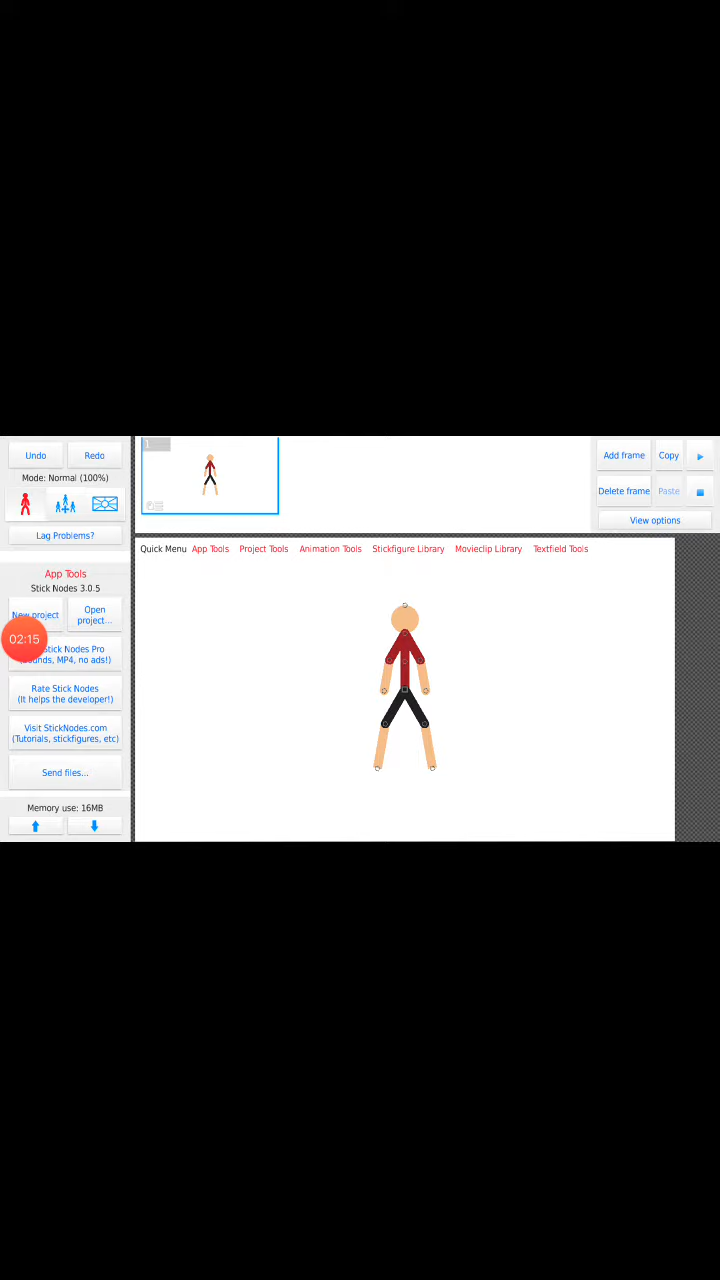 Undo Redo
Mode: Normal (100%)
Lag Problems?
App Tools
Stick Nodes 3.0.5
New project
Open
project...
02:15
Stick Nodes Pro
ounds, MP4, no ads!)
Rate Stick Nodes
(It helps the developer!)
Visit StickNodes.com
(Tutorials, stickfigures, etc)
Send files...
Memory use: 16MB
1
Add frame Copy
Delete frame Paste
View options
Quick Menu App Tools Project Tools Animation Tools Stickfigure Library Movieclip Library Textfield Tools